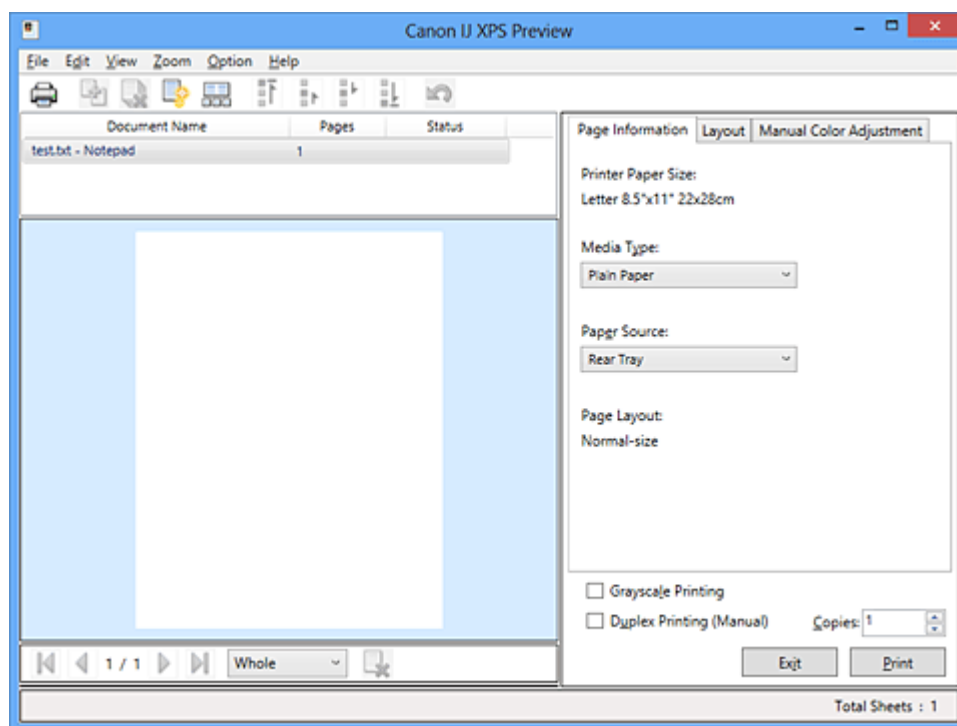 Canon IJ XPS Preview
File Edit View Zoom Option Help
Document Name Pages Status
test.txt - Notepad 1
Page Information Layout Manual Color Adjustment
Printer Paper Size:
Letter 8.5"x11" 22x28cm
Media Type:
Plain Paper
Paper Source:
Rear Tray
Page Layout:
Normal-size
Grayscale Printing
Duplex Printing (Manual) Copies: 1
1 / 1 Whole
Exit Print
Total Sheets : 1